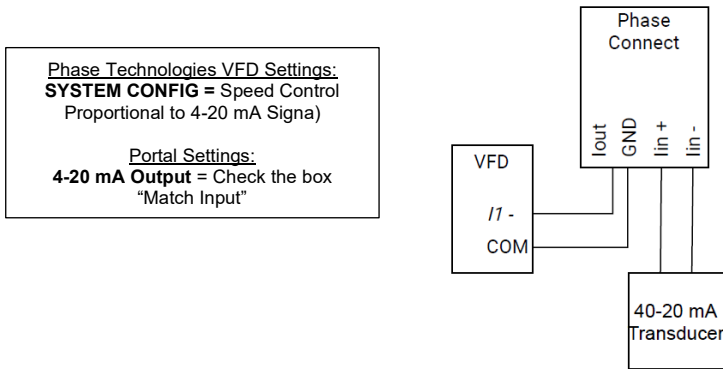 Phase Technologies VFD Settings:
SYSTEM CONFIG = Speed Control
Proportional to 4-20 mA Signa)
Portal Settings:
4-20 mA Output = Check the box
“Match Input”
Phase
Connect
Iout
GND
Iin +
Iin -
VFD
I1 -
COM
40-20 mA
Transducer